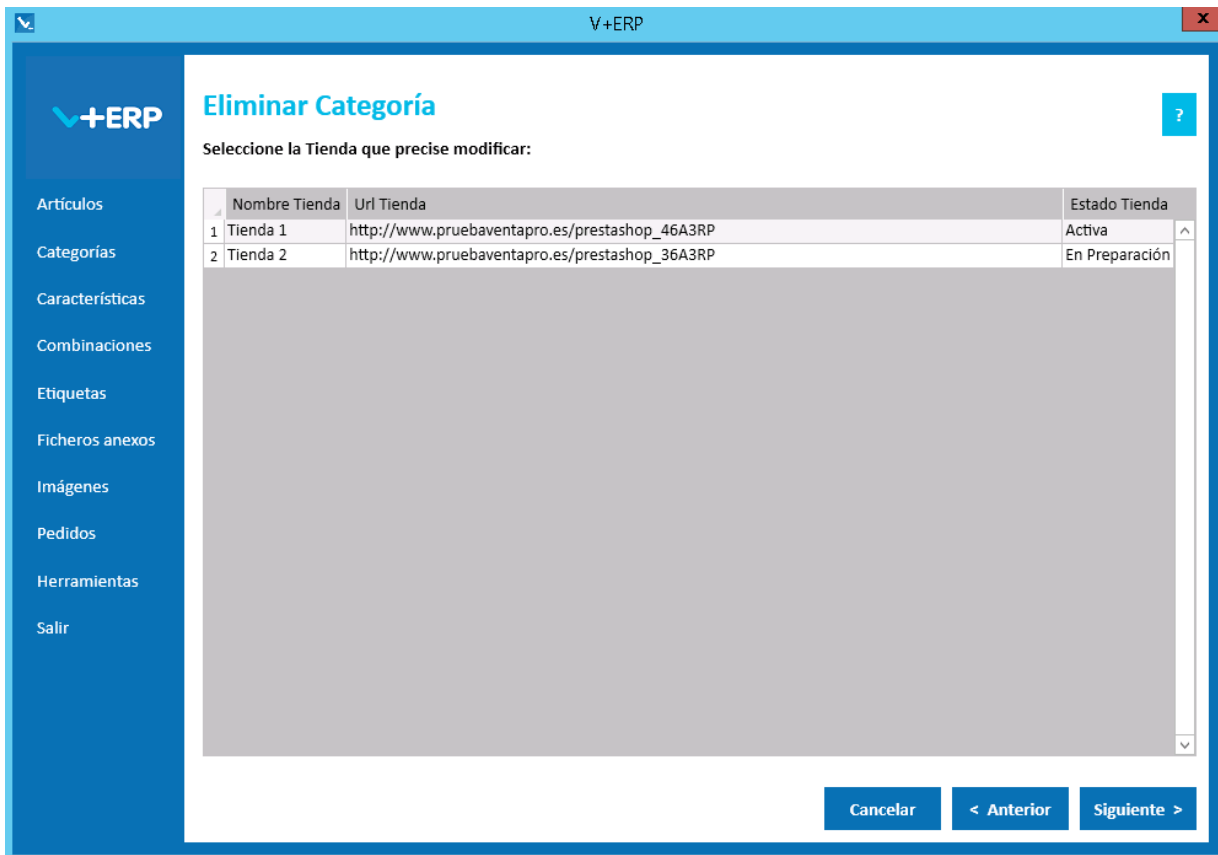 V+ERP
x
+ERP
Eliminar Categoría
?
Seleccione la Tienda que precise modificar:
Artículos
Categorías
Características
Combinaciones
Etiquetas
Ficheros anexos
Imágenes
Pedidos
Herramientas
Salir
Nombre Tienda Url Tienda Estado Tienda
1 Tienda 1 http://www.pruebaventapro.es/prestashop_46A3RP Activa
2 Tienda 2 http://www.pruebaventapro.es/prestashop_36A3RP En Preparación
Cancelar < Anterior Siguiente >